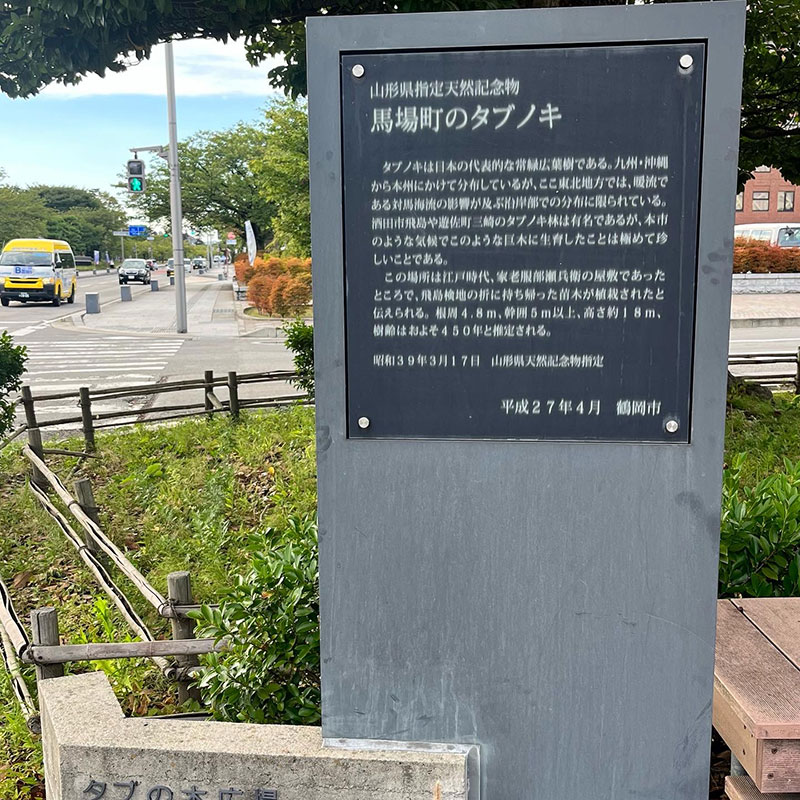 山形県指定天然記念物
馬場町のタブノキ
タブノキは日本の代表的な常緑広葉樹である。九州・沖縄
から本州にかけて分布しているが、ここ東北地方では、暖流で
ある対馬海流の影響が及ぶ沿岸部での分布に限られている。
酒田市飛島や遊佐町三崎のタブノキ林は有名であるが、本市
のような気候でこのような巨木に生育したことは極めて珍
しいことである。
この場所は江戸時代、家老服部瀬兵衛の屋敷であった
ところで、飛島検地の折に持ち帰った苗木が植栽されたと
伝えられる。根周4.8m、幹囲5m以上、高さ約18m、
樹齢はおよそ450年と推定される。
昭和39年3月17日 山形県天然記念物指定
平成27年4月 鶴岡市
タブの木広場